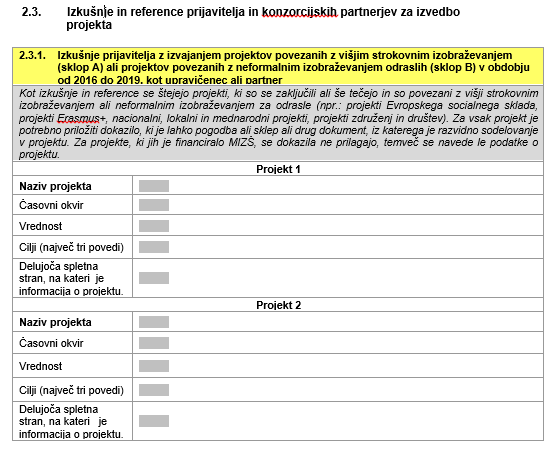 2.3. Izkušnje in reference prijavitelja in konzorcijskih partnerjev za izvedbo
projekta
2.3.1. Izkušnje prijavitelja z izvajanjem projektov povezanih z višjim strokovnim izobraževanjem
(sklop A) ali projektov povezanih z neformalnim izobraževanjem odraslih (sklop B) v obdobju
od 2016 do 2019, kot upravičenec ali partner
Kot izkušnje in reference se štejejo projekti, ki so se zaključili ali še tečejo in so povezani z višji strokovnim
izobraževanjem ali neformalnim izobraževanjem za odrasle (npr.: projekti Evropskega socialnega sklada,
projekti Erasmus+, nacionalni, lokalni in mednarodni projekti, projekti združenj in društev). Za vsak projekt je
potrebno priložiti dokazilo, ki je lahko pogodba ali sklep ali drug dokument, iz katerega je razvidno sodelovanje
v projektu. Za projekte, ki jih je financiralo MIZŠ, se dokazila ne prilagajo, temveč se navede le podatke o
projektu.
Projekt 1
Naziv projekta
Časovni okvir
Vrednost
Cilji (največ tri povedi)
Delujoča spletna
stran, na kateri je
informacija o projektu.
Projekt 2
Naziv projekta
Časovni okvir
Vrednost
Cilji (največ tri povedi)
Delujoča spletna
stran, na kateri je
informacija o projektu.